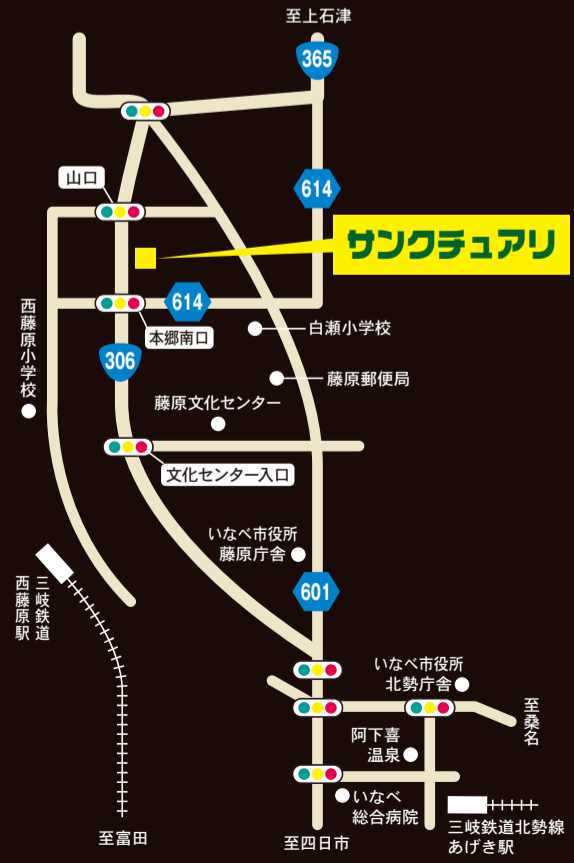 至上石津
365
山口
614
サンクチュアリ
614
本郷南口
西藤原小学校
白瀬小学校
306
藤原郵便局
藤原文化センター
文化センター入口
いなべ市役所
藤原庁舎
601
三岐鉄道
西藤原駅
いなべ市役所
北勢庁舎
至桑名
阿下喜
温泉
いなべ
総合病院
三岐鉄道北勢線
あげき駅
至富田
至四日市